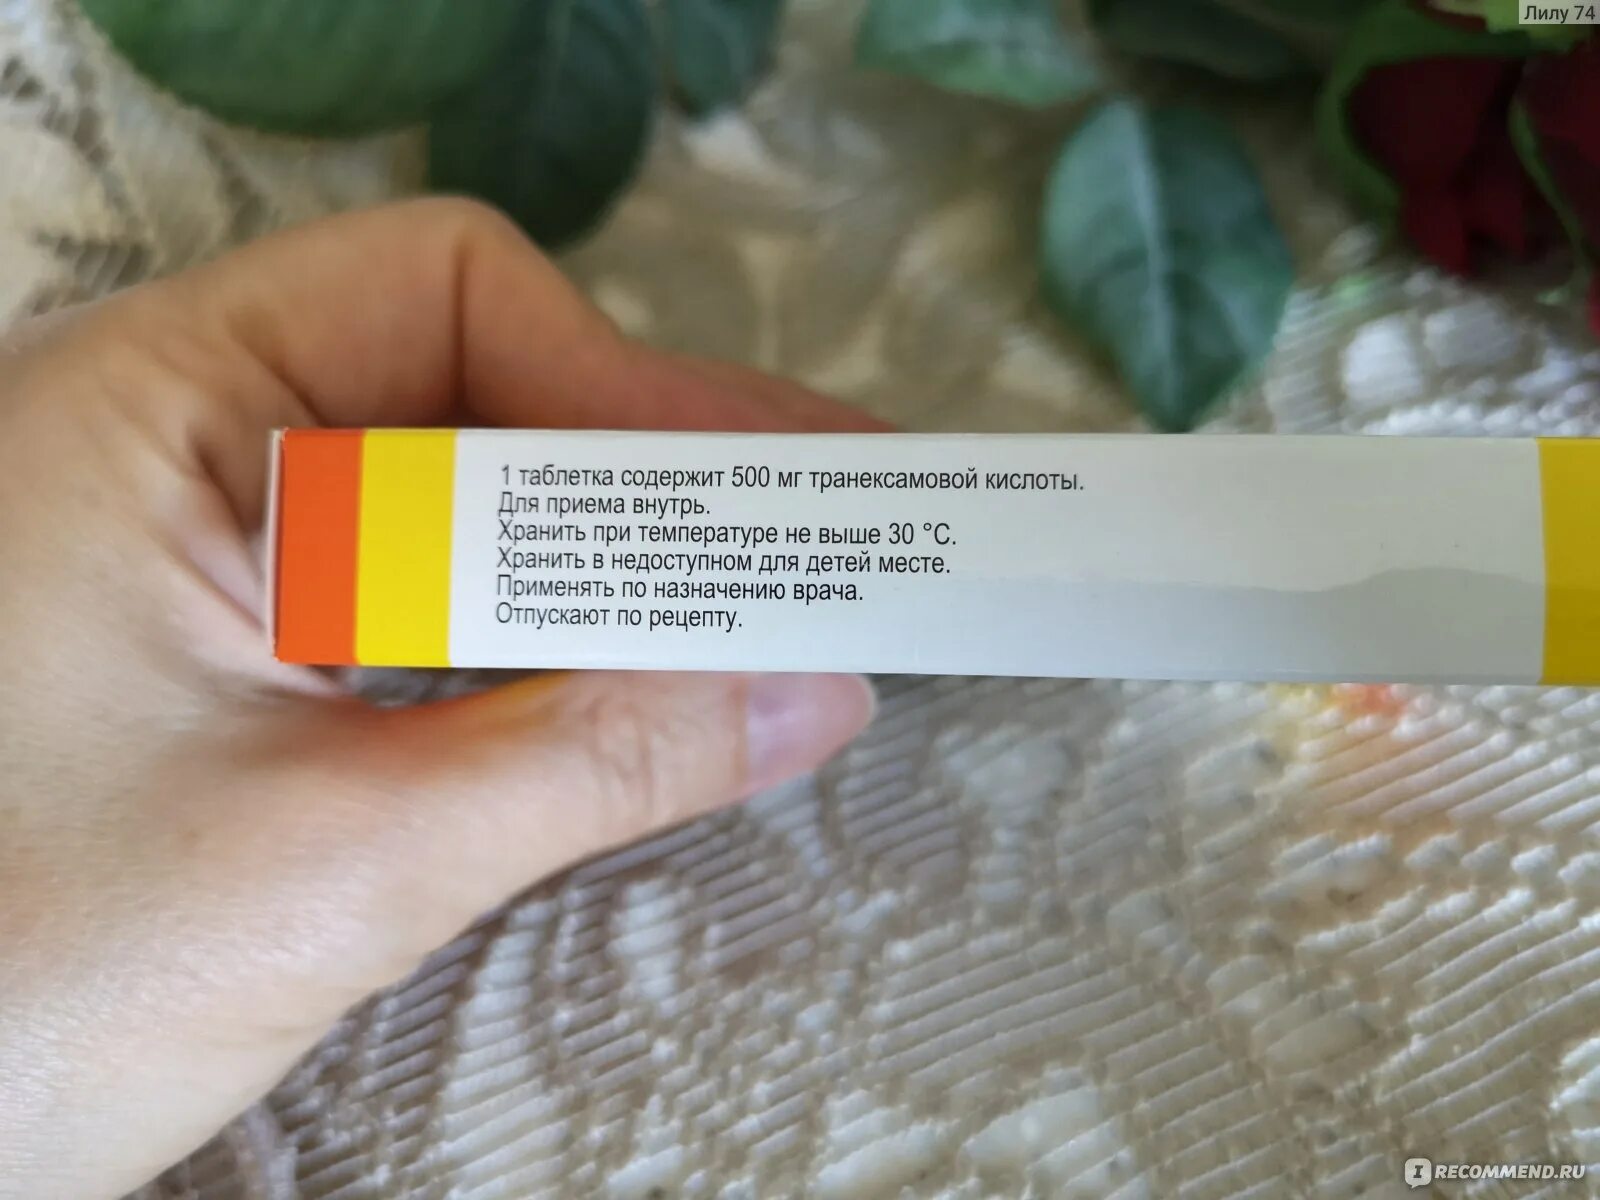 Лилу 74
1 таблетка содержит 500 мг транексамовой кислоты.
Для приема внутрь.
Хранить при температуре не выше 30 °C.
Хранить в недоступном для детей месте.
Применять по назначению врача.
Отпускают по рецепту.
I RECOMMEND.RU